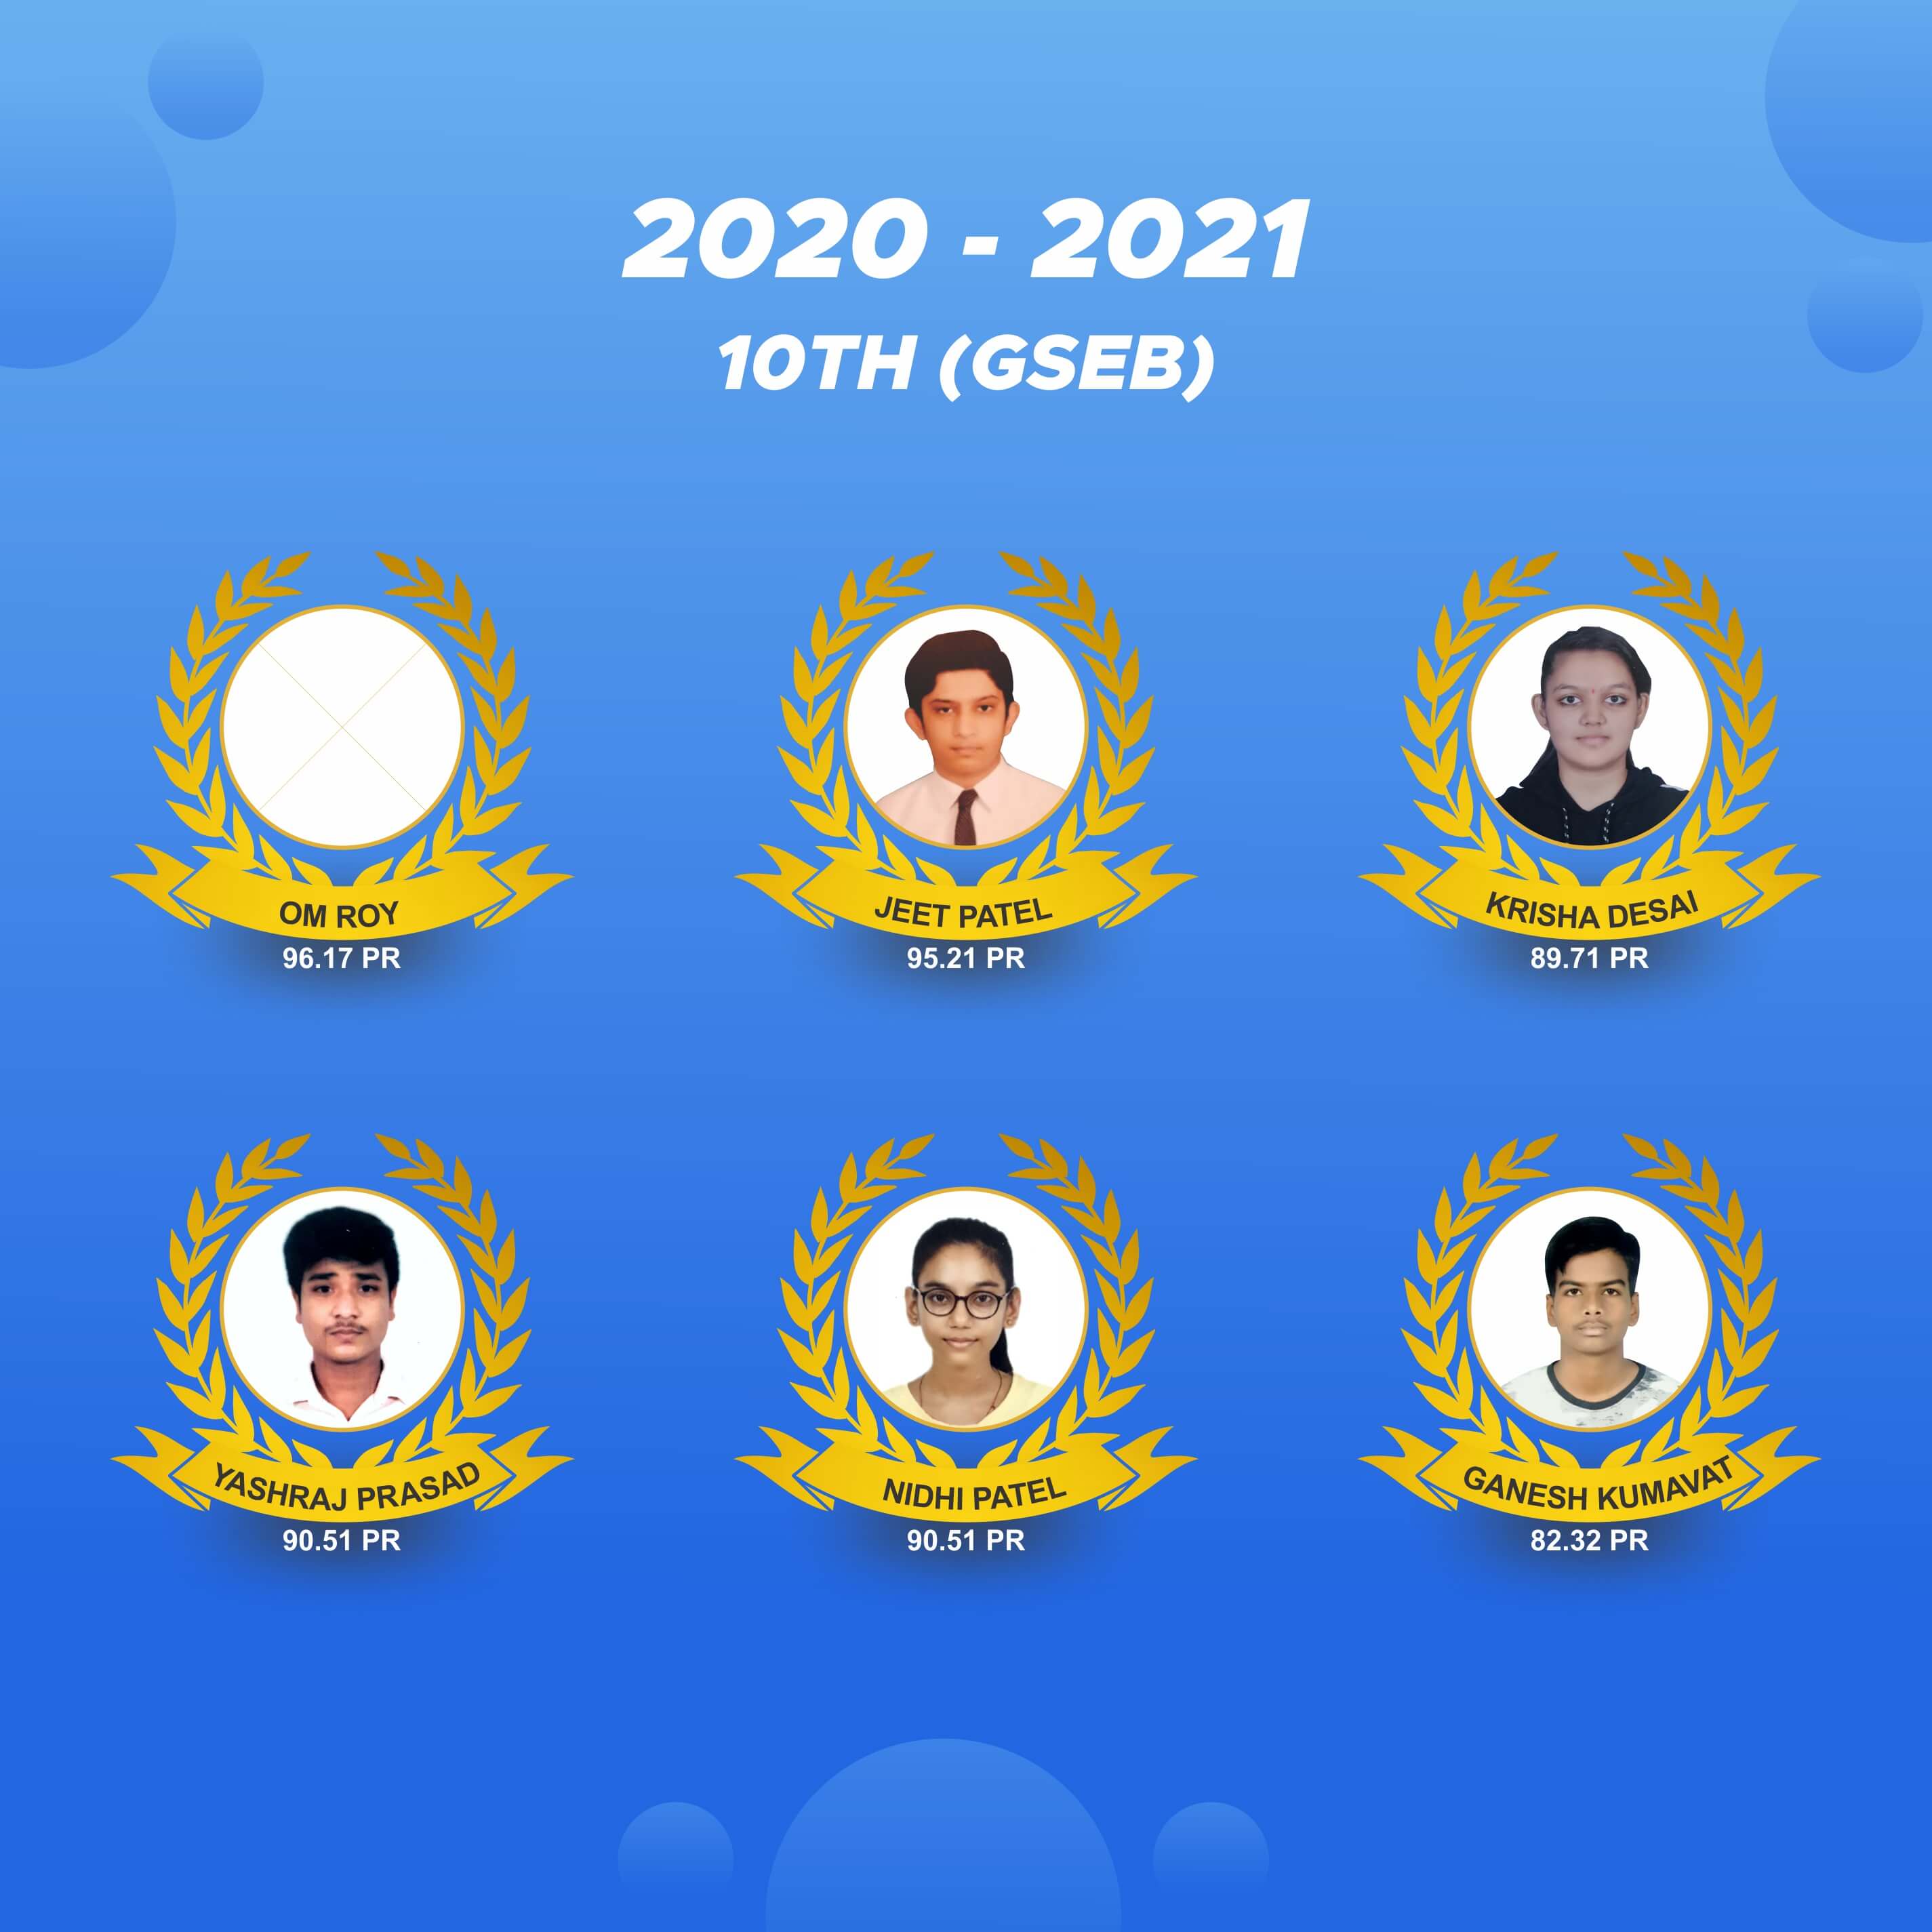 2020 - 2021
10TH (GSEB)
OM ROY
96.17 PR
JEET PATEL
95.21 PR
KRISHA DESAI
89.71 PR
YASHRAJ PRASAD
90.51 PR
NIDHI PATEL
90.51 PR
GANESH KUMAVAT
82.32 PR